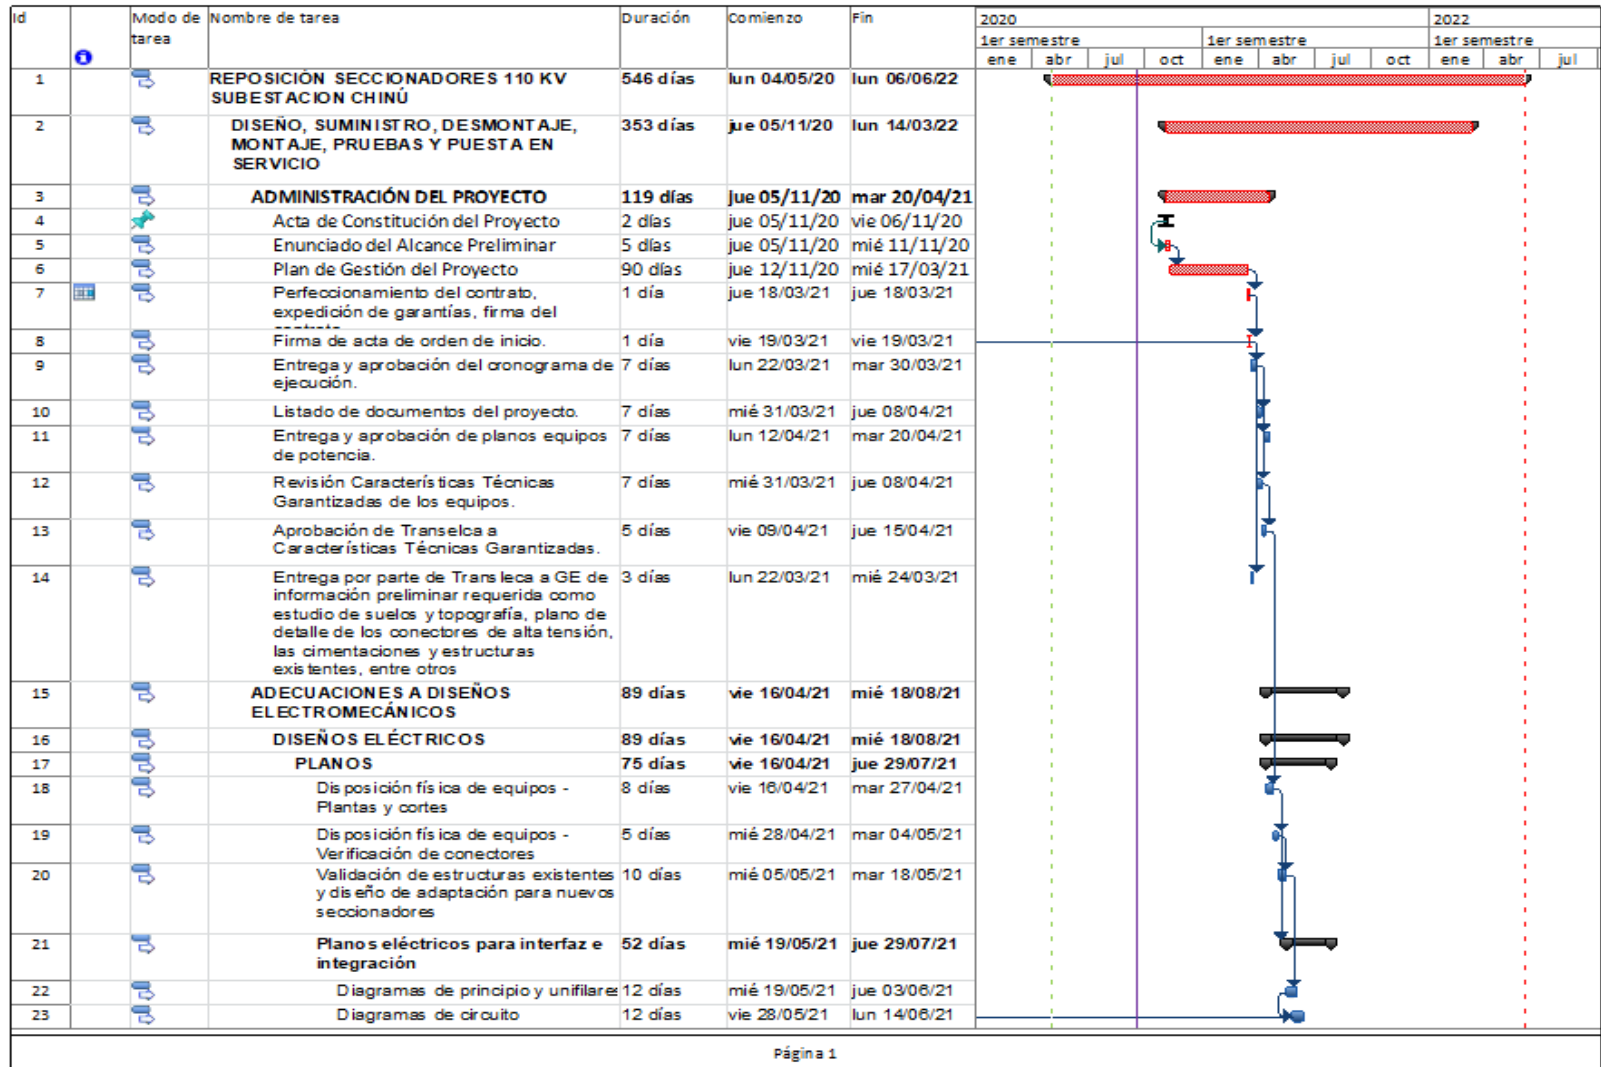 Id Modo de Nombre de tarea Duración Comienzo Fin
tarea
2020 2022
1er semestre 1er semestre 1er semestre
ene abr jul oct ene abr jul oct ene abr jul
1 REPOSICIÓN SECCIONADORES 110 KV 546 días lun 04/05/20 lun 06/06/22
SUBESTACION CHINÚ
2 DISEÑO, SUMINISTRO, DESMONTAJE, 353 días jue 05/11/20 lun 14/03/22
MONTAJE, PRUEBAS Y PUESTA EN
SERVICIO
3 ADMINISTRACIÓN DEL PROYECTO 119 días jue 05/11/20 mar 20/04/21
4 Acta de Constitución del Proyecto 2 días jue 05/11/20 vie 06/11/20
5 Enunciado del Alcance Preliminar 5 días jue 05/11/20 mié 11/11/20
6 Plan de Gestión del Proyecto 90 días jue 12/11/20 mié 17/03/21
7 Perfeccionamiento del contrato, 1 día jue 18/03/21 jue 18/03/21
expedición de garantías, firma del
8 Firma de acta de orden de inicio. 1 día vie 19/03/21 vie 19/03/21
9 Entrega y aprobación del cronograma de 7 días lun 22/03/21 mar 30/03/21
ejecución.
10 Listado de documentos del proyecto. 7 días mié 31/03/21 jue 08/04/21
11 Entrega y aprobación de planos equipos 7 días lun 12/04/21 mar 20/04/21
de potencia.
12 Revisión Características Técnicas 7 días mié 31/03/21 jue 08/04/21
Garantizadas de los equipos.
13 Aprobación de Transelca a 5 días vie 09/04/21 jue 15/04/21
Características Técnicas Garantizadas.
14 Entrega por parte de Transleca a GE de 3 días lun 22/03/21 mié 24/03/21
información preliminar requerida como
estudio de suelos y topografía, plano de
detalle de los conectores de alta tensión,
las cimentaciones y estructuras
existentes, entre otros
15 ADECUACIONES A DISEÑOS 89 días vie 16/04/21 mié 18/08/21
ELECTROMECÁNICOS
16 DISEÑOS ELÉCTRICOS 89 días vie 16/04/21 mié 18/08/21
17 PLANOS 75 días vie 16/04/21 jue 29/07/21
18 Disposición física de equipos - 8 días vie 16/04/21 mar 27/04/21
Plantas y cortes
19 Disposición física de equipos - 5 días mié 28/04/21 mar 04/05/21
Verificación de conectores
20 Validación de estructuras existentes 10 días mié 05/05/21 mar 18/05/21
y diseño de adaptación para nuevos
seccionadores
21 Planos eléctricos para interfaz e 52 días mié 19/05/21 jue 29/07/21
integración
22 Diagramas de principio y unifilares 12 días mié 19/05/21 jue 03/06/21
23 Diagramas de circuito 12 días vie 28/05/21 lun 14/06/21
Página 1